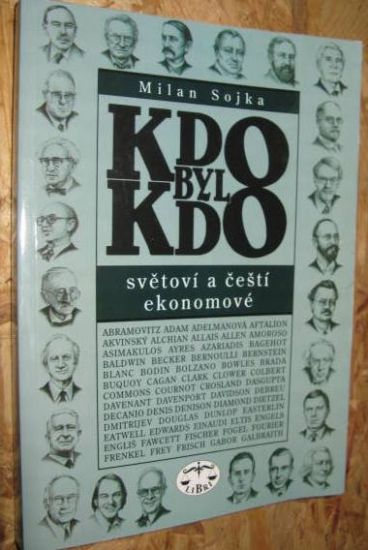 Milan Sojka
KDO
BYL
KDO
světoví a čeští
ekonomové
ABRAMOVITZ ADAM ADELMANOVÁ AFTALION
AKVINSKÝ ALCHIAN ALLAIS ALLEN AMOROSO
ASIMAKULOS AYRES AZARIADIS BAGEHOT
BALDWIN BECKER BERNOULLI BERNSTEIN
BLANC BODIN BOLZANO BOWLES BRADA
BUQUOY CAGAN CLARK CLOWER COLBERT
COMMONS COURNOT CROSLAND DASGUPTA
DAVENANT DAVENPORT DAVIDSON DEBREU
DECANIO DENIS DENISON DIAMOND DIETZEL
DMITRIJEV DOUGLAS DUNLOP EASTERLIN
EATWELL EDWARDS EINAUDI ELTIS ENGELS
ENGLIŠ FAWCETT FISCHER FOGEL FOURIER
FRENKEL FREY FRISCH GABOR GALBRAITH
LIBRI